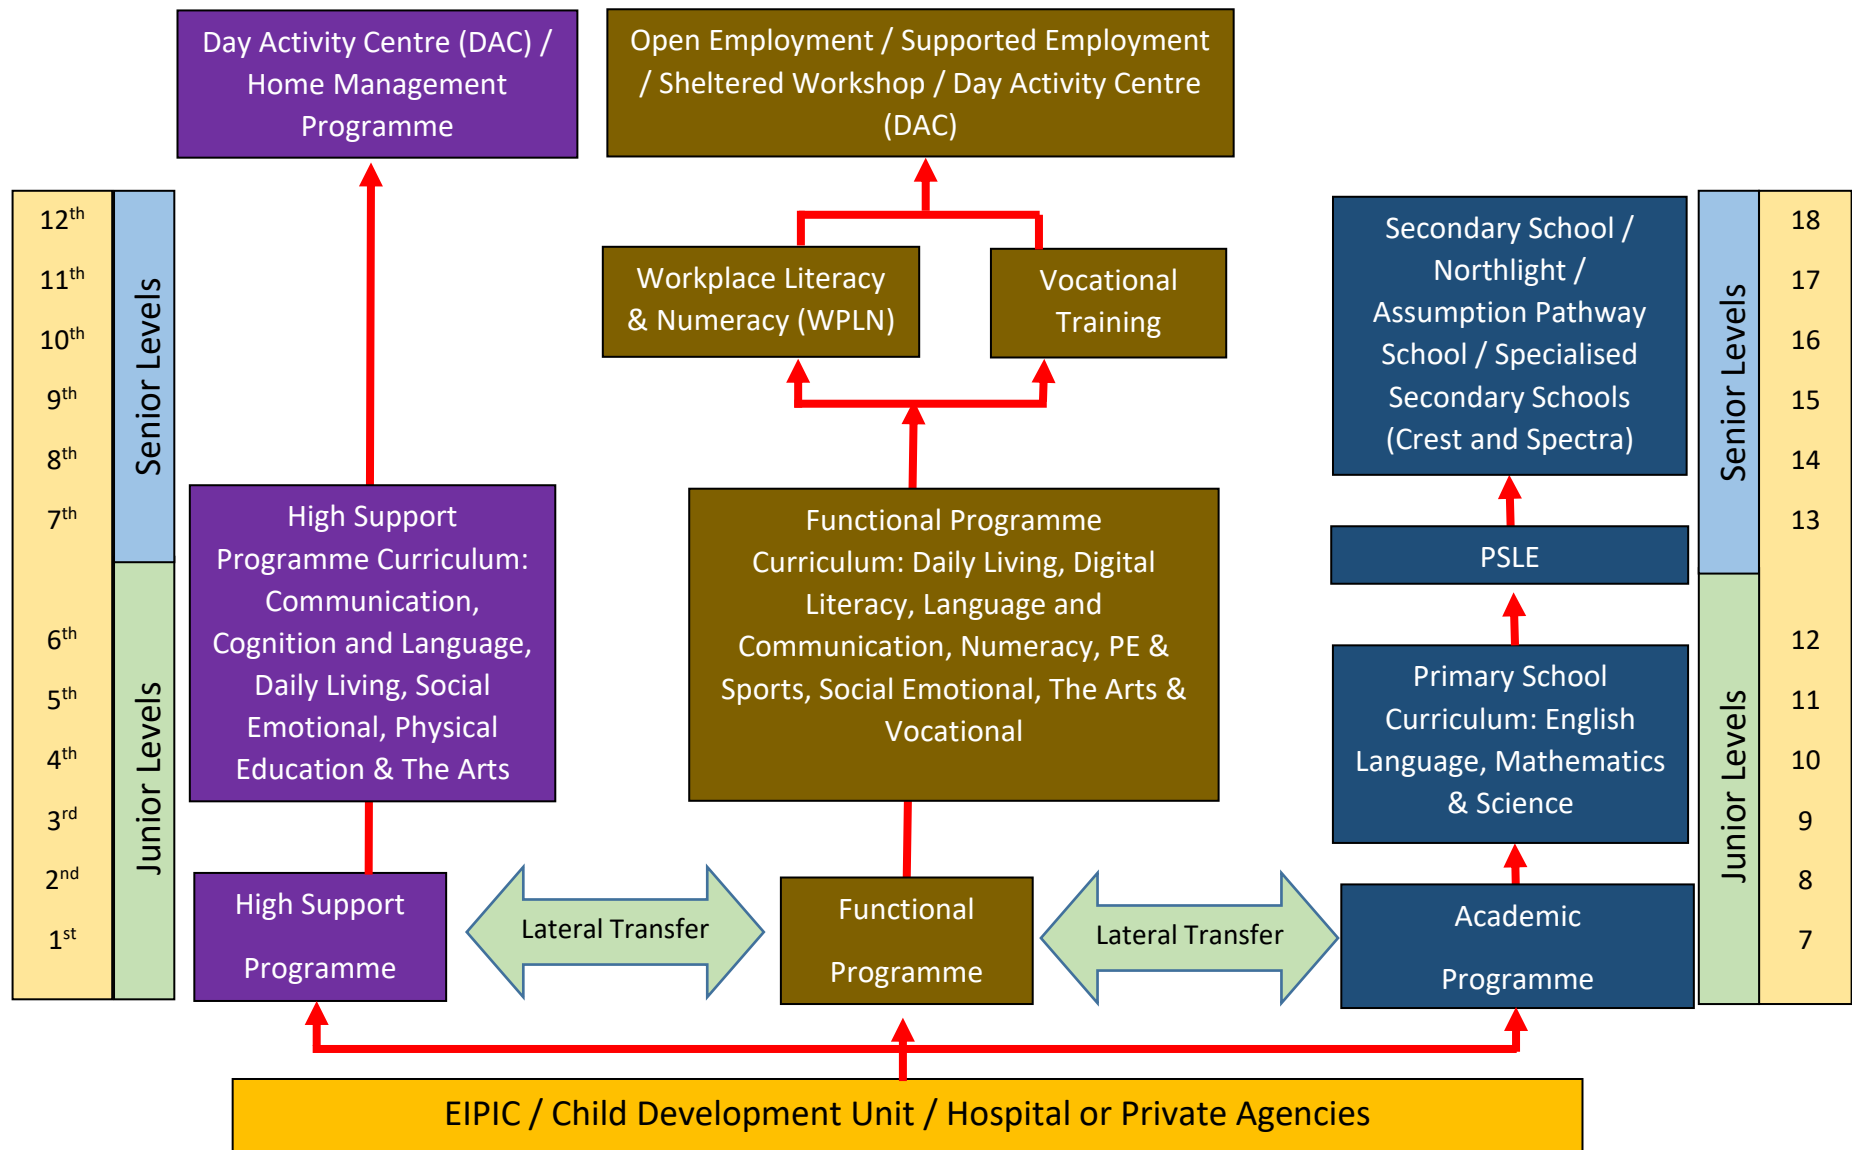 Day Activity Centre (DAC) /
Home Management
Programme
Open Employment / Supported Employment
/ Sheltered Workshop / Day Activity Centre
(DAC)
12th
11th
10th
9th
8th
7th
6th
5th
4th
3rd
2nd
1st
Senior Levels
Junior Levels
Workplace Literacy
& Numeracy (WPLN)
Vocational
Training
Secondary School /
Northlight /
Assumption Pathway
School / Specialised
Secondary Schools
(Crest and Spectra)
Senior Levels
Junior Levels
18
17
16
15
14
13
12
11
10
9
8
7
High Support
Programme Curriculum:
Communication,
Cognition and Language,
Daily Living, Social
Emotional, Physical
Education & The Arts
Functional Programme
Curriculum: Daily Living, Digital
Literacy, Language and
Communication, Numeracy, PE &
Sports, Social Emotional, The Arts &
Vocational
PSLE
Primary School
Curriculum: English
Language, Mathematics
& Science
High Support
Programme
Lateral Transfer
Functional
Programme
Lateral Transfer
Academic
Programme
EIPIC / Child Development Unit / Hospital or Private Agencies